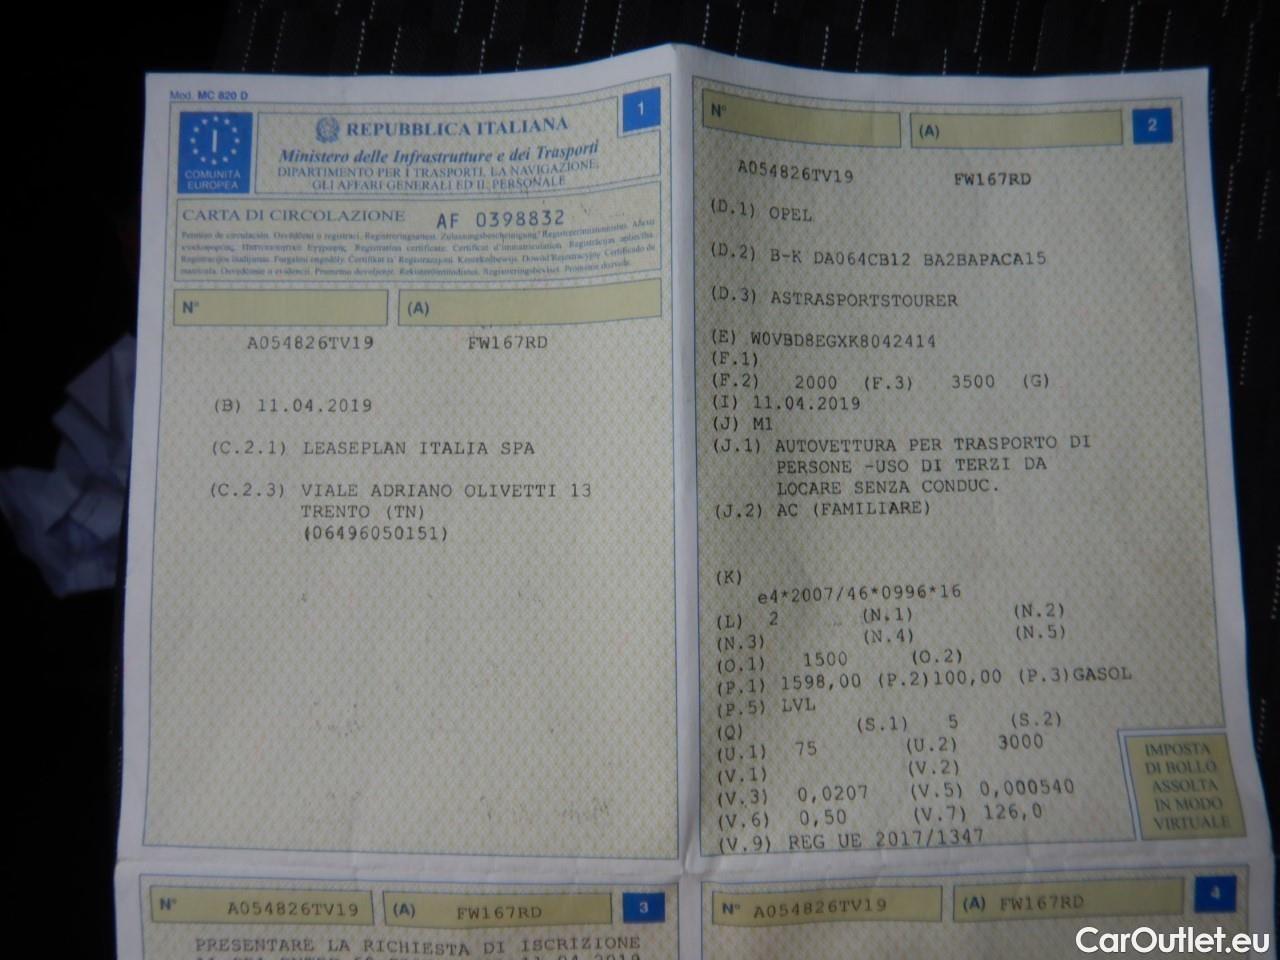 Mod. MC 820 D
I
COMUNITÀ
EUROPEA
REPUBBLICA ITALIANA
Ministero delle Infrastrutture e dei Trasporti
DIPARTIMENTO PER I TRASPORTI, LA NAVIGAZIONE,
GLI AFFARI GENERALI ED IL PERSONALE
1
CARTA DI CIRCOLAZIONE AF 0398832
N° (A)
A054826TV19 FW167RD
(B) 11.04.2019
(C.2.1) LEASEPLAN ITALIA SPA
(C.2.3) VIALE ADRIANO OLIVETTI 13
TRENTO (TN)
(06496050151)
N° (A) 2
A054826TV19 FW167RD
(D.1) OPEL
(D.2) B-K DA064CB12 BA2BAPACA15
(D.3) ASTRASPORTSTOURER
(E) W0VBD8EGXK8042414
(F.1)
(F.2) 2000 (F.3) 3500 (G)
(I) 11.04.2019
(J) M1
(J.1) AUTOVETTURA PER TRASPORTO DI
PERSONE -USO DI TERZI DA
LOCARE SENZA CONDUC.
(J.2) AC (FAMILIARE)
(K)
e4*2007/46*0996*16
(L) 2 (N.1) (N.2)
(N.3) (N.4) (N.5)
(O.1) 1500 (O.2)
(P.1) 1598,00 (P.2)100,00 (P.3)GASOL
(P.5) LVL
(Q) (S.1) 5 (S.2)
(U.1) 75 (U.2) 3000
(V.1) (V.2)
(V.3) 0,0207 (V.5) 0,000540
(V.6) 0,50 (V.7) 126,0
(V.9) REG UE 2017/1347
IMPOSTA
DI BOLLO
ASSOLTA
IN MODO
VIRTUALE
N° A054826TV19 (A) FW167RD 3
PRESENTARE LA RICHIESTA DI ISCRIZIONE
N° A054826TV19 (A) FW167RD 4
CarOutlet.eu